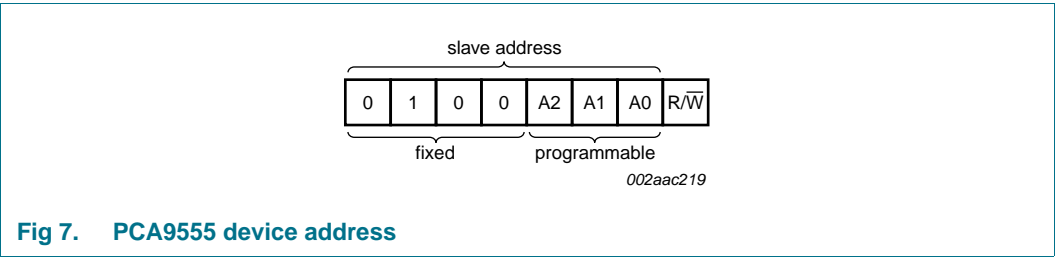 slave address
0 1 0 0 A2 A1 A0 R/W̅
fixed programmable
002aac219
Fig 7. PCA9555 device address